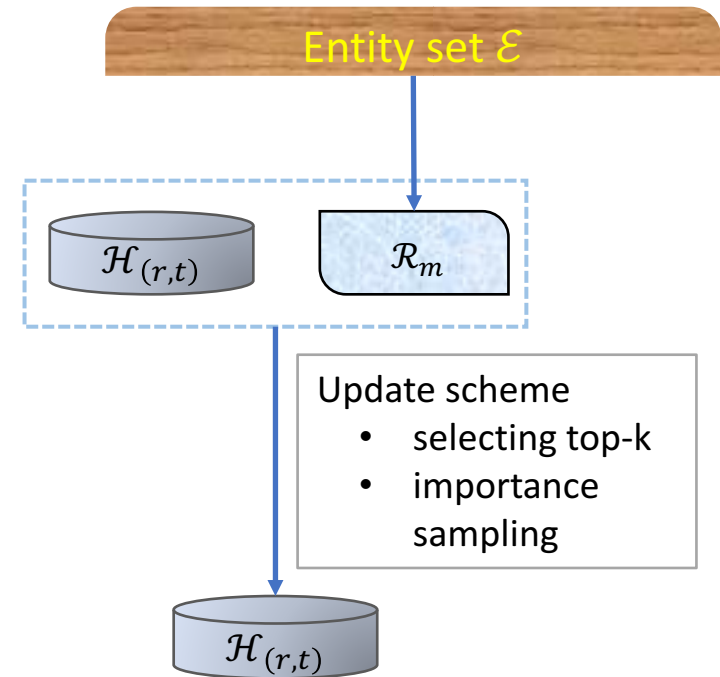 Entity set ℰ
ℋ(r,t)
ℛm
Update scheme
• selecting top-k
• importance
sampling
ℋ(r,t)